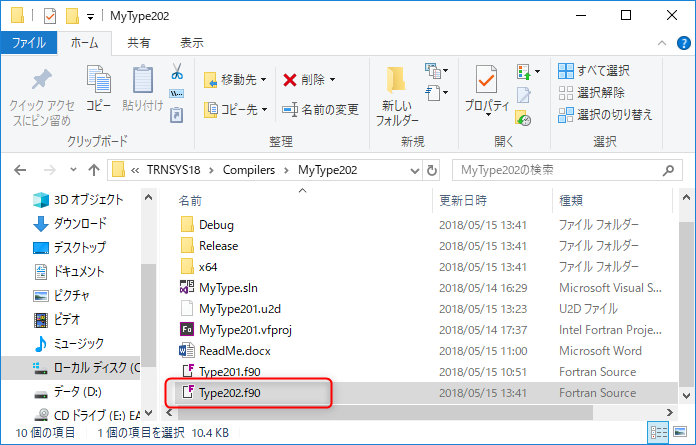 MyType202
ファイル ホーム 共有 表示
クイック アクセスにピン留め コピー 貼り付け 移動先 コピー先 削除 名前の変更 新しいフォルダー プロパティ すべて選択 選択解除 選択の切り替え
クリップボード 整理 新規 開く 選択
« TRNSYS18 › Compilers › MyType202 MyType202の検索
3D オブジェクト
ダウンロード
デスクトップ
ドキュメント
ピクチャ
ビデオ
ミュージック
ローカル ディスク (C
データ (D:)
CD ドライブ (E:) EA
名前 更新日時 種類
Debug 2018/05/15 13:41 ファイル フォルダー
Release 2018/05/15 13:41 ファイル フォルダー
x64 2018/05/15 13:41 ファイル フォルダー
MyType.sln 2018/05/14 16:29 Microsoft Visual S...
MyType201.u2d 2018/05/15 13:41 U2D ファイル
MyType201.vfproj 2018/05/14 17:37 Intel Fortran Proje...
ReadMe.docx 2018/05/15 11:00 Microsoft Word
Type201.f90 2018/05/15 13:41 Fortran Source
Type202.f90 2018/05/15 13:41 Fortran Source
10 個の項目 1 個の項目を選択 10.4 KB